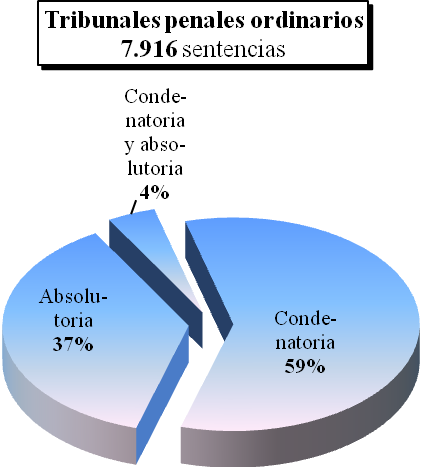 Tribunales penales ordinarios
7.916 sentencias
Conde-
natoria
y abso-
lutoria
4%
Absolu-
toria
37%
Conde-
natoria
59%